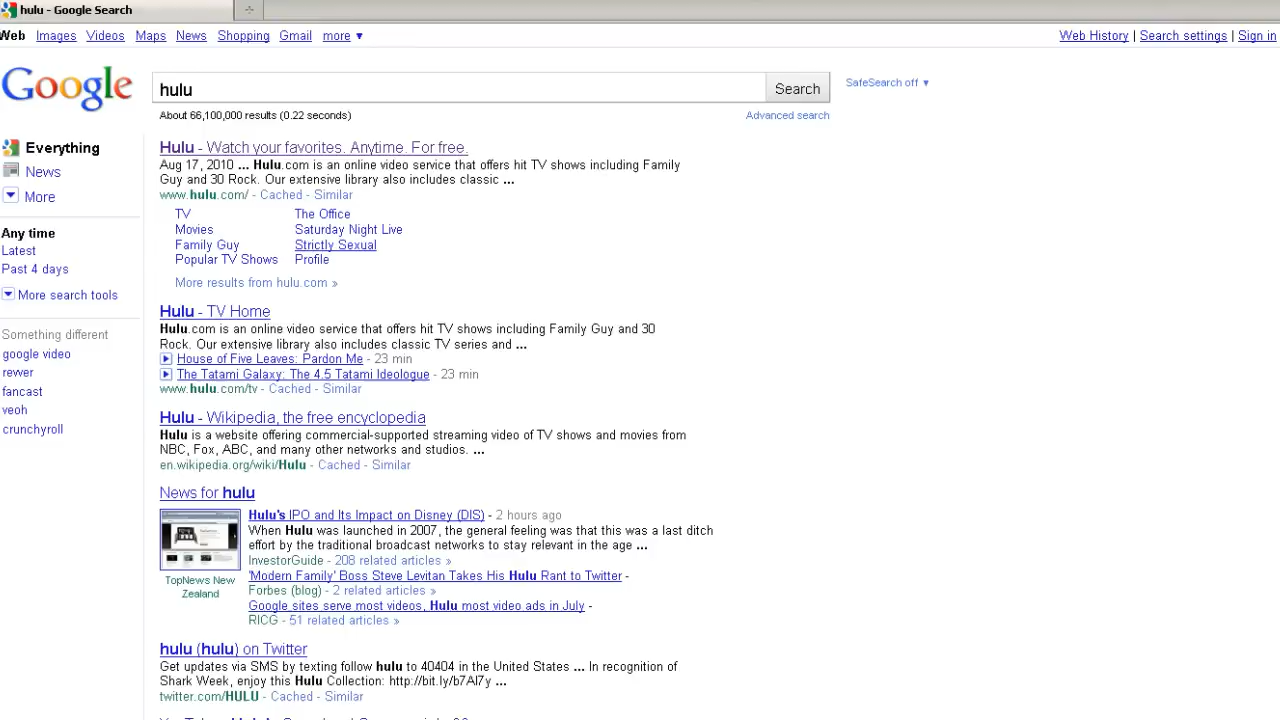 hulu - Google Search
Web Images Videos Maps News Shopping Gmail more ▼ Web History | Search settings | Sign in
Google
hulu Search SafeSearch off ▼
About 66,100,000 results (0.22 seconds) Advanced search
Everything
News
More
Any time
Latest
Past 4 days
More search tools
Something different
google video
rewer
fancast
veoh
crunchyroll
Hulu - Watch your favorites. Anytime. For free.
Aug 17, 2010 ... Hulu.com is an online video service that offers hit TV shows including Family
Guy and 30 Rock. Our extensive library also includes classic ...
www.hulu.com/ - Cached - Similar
TV The Office
Movies Saturday Night Live
Family Guy Strictly Sexual
Popular TV Shows Profile
More results from hulu.com »
Hulu - TV Home
Hulu.com is an online video service that offers hit TV shows including Family Guy and 30
Rock. Our extensive library also includes classic TV series and ...
House of Five Leaves: Pardon Me - 23 min
The Tatami Galaxy: The 4.5 Tatami Ideologue - 23 min
www.hulu.com/tv - Cached - Similar
Hulu - Wikipedia, the free encyclopedia
Hulu is a website offering commercial-supported streaming video of TV shows and movies from
NBC, Fox, ABC, and many other networks and studios. ...
en.wikipedia.org/wiki/Hulu - Cached - Similar
News for hulu
TopNews New
Zealand
Hulu's IPO and Its Impact on Disney (DIS) - 2 hours ago
When Hulu was launched in 2007, the general feeling was that this was a last ditch
effort by the traditional broadcast networks to stay relevant in the age ...
InvestorGuide - 208 related articles »
'Modern Family' Boss Steve Levitan Takes His Hulu Rant to Twitter -
Forbes (blog) - 2 related articles »
Google sites serve most videos, Hulu most video ads in July -
RICG - 51 related articles »
hulu (hulu) on Twitter
Get updates via SMS by texting follow hulu to 40404 in the United States ... In recognition of
Shark Week, enjoy this Hulu Collection: http://bit.ly/b7Al7y ...
twitter.com/HULU - Cached - Similar